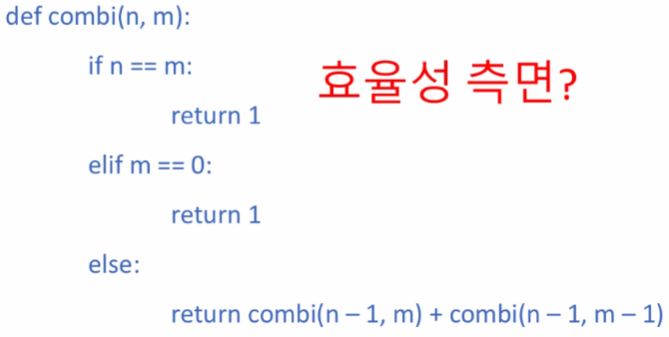 def combi(n, m):
if n == m:
효율성 측면?
return 1
elif m == 0:
return 1
else:
return combi(n – 1, m) + combi(n – 1, m – 1)